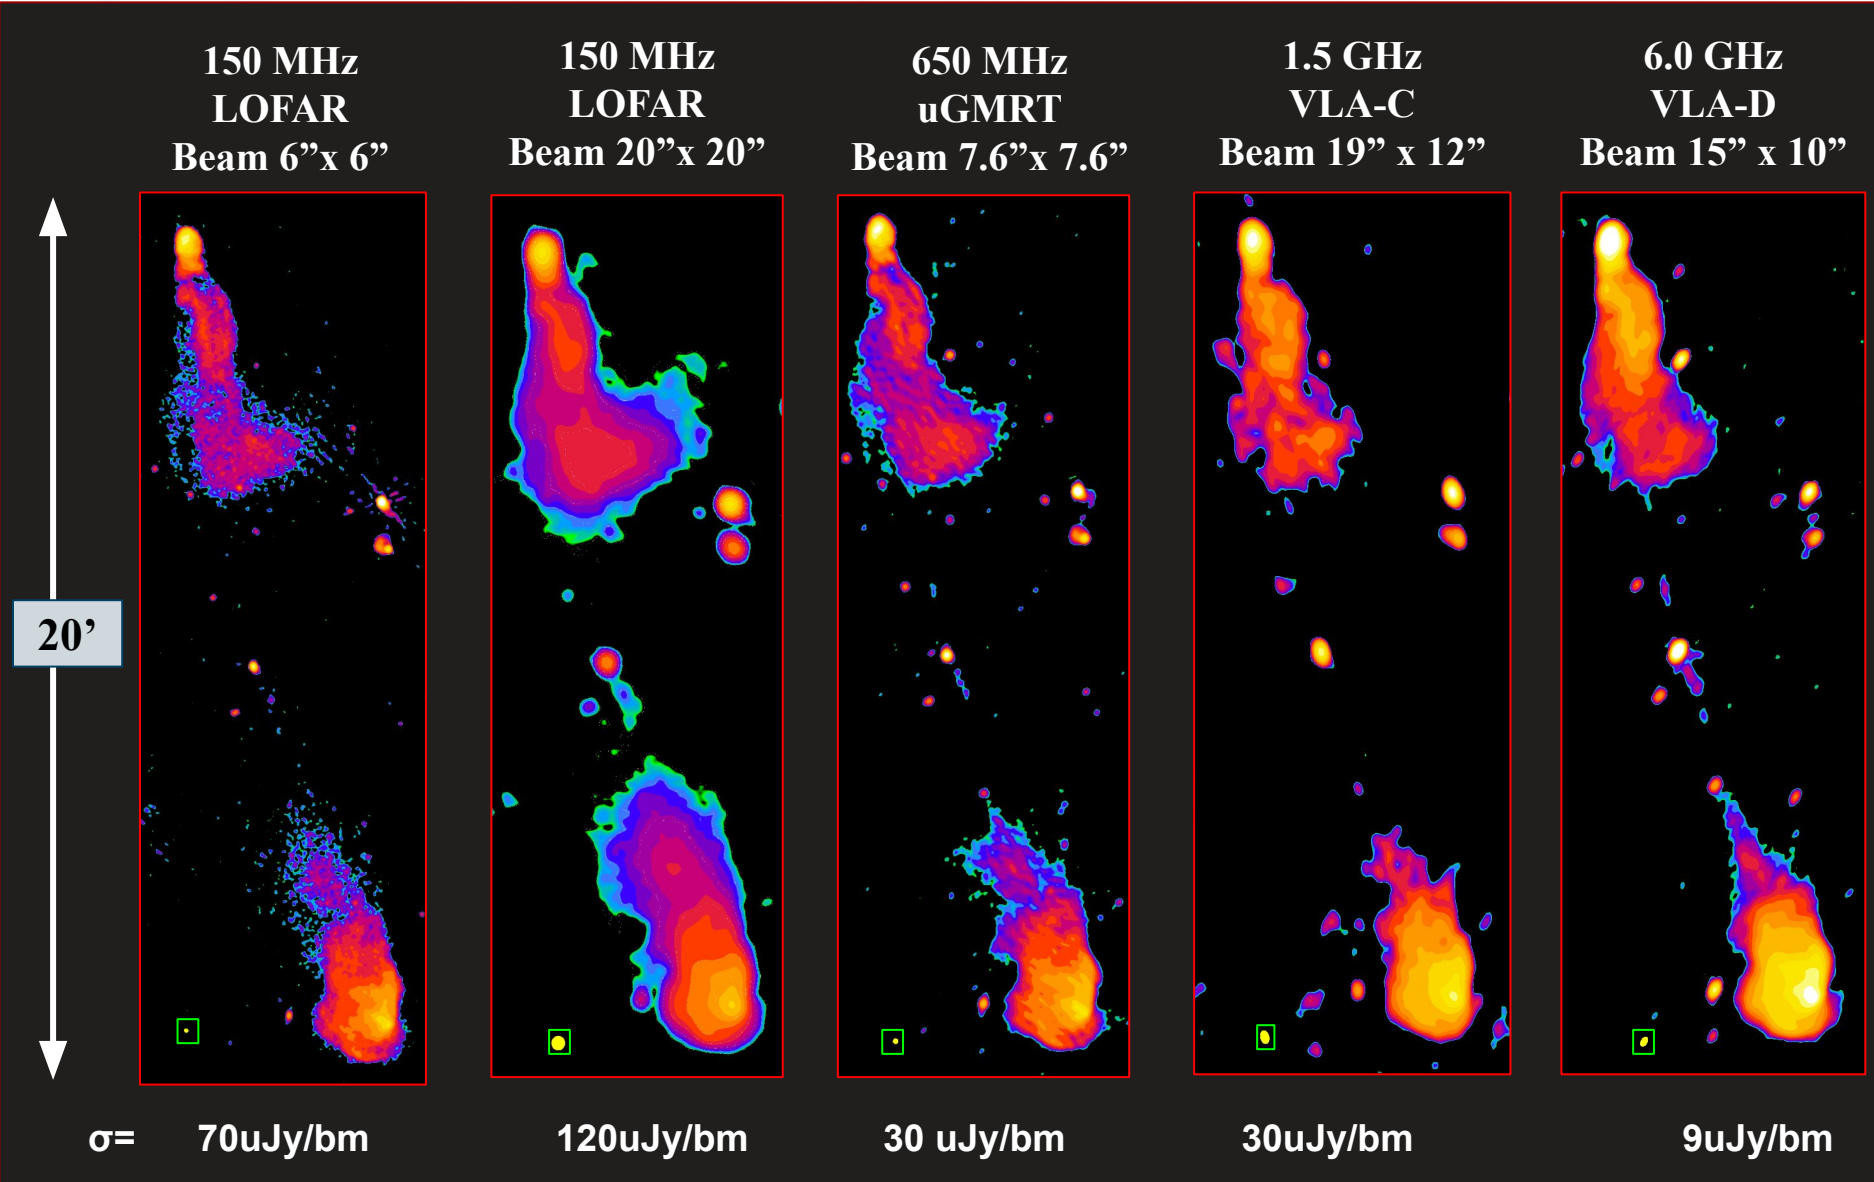 150 MHz
LOFAR
Beam 6”x 6”
150 MHz
LOFAR
Beam 20”x 20”
650 MHz
uGMRT
Beam 7.6”x 7.6”
1.5 GHz
VLA-C
Beam 19” x 12”
6.0 GHz
VLA-D
Beam 15” x 10”
20’
σ= 70uJy/bm 120uJy/bm 30 uJy/bm 30uJy/bm 9uJy/bm